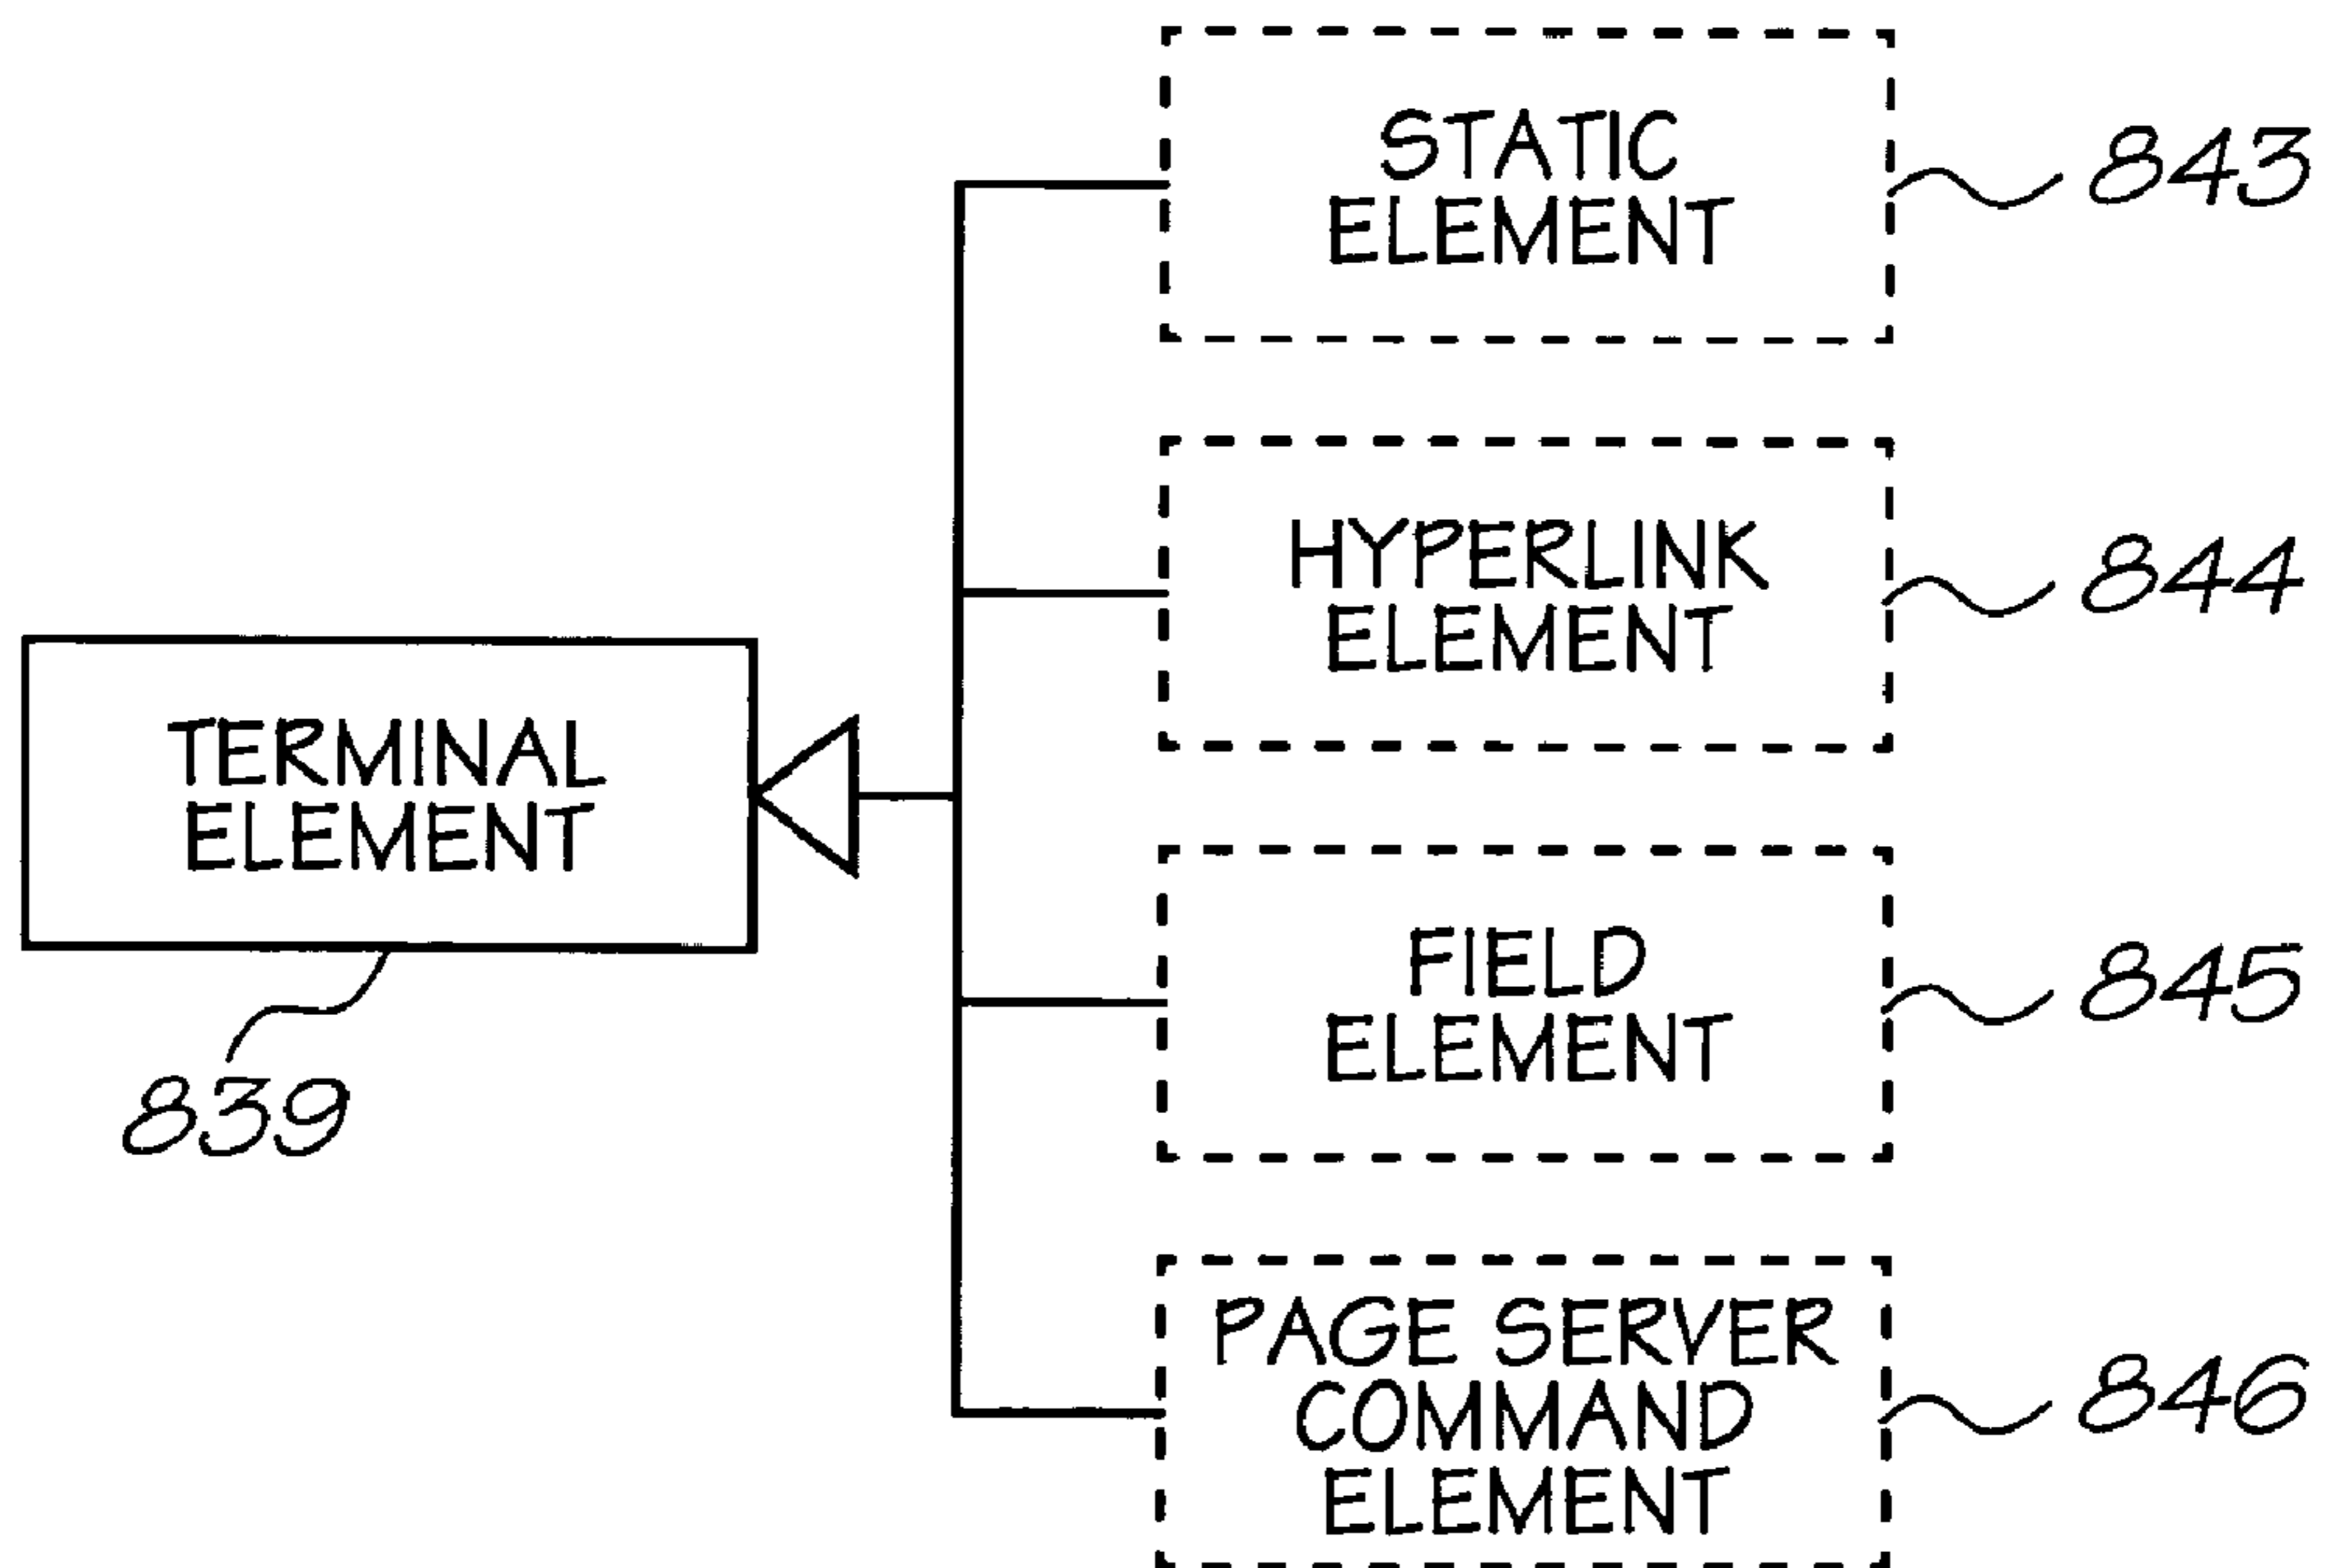 STATIC
ELEMENT
843
HYPERLINK
ELEMENT
844
TERMINAL
ELEMENT
839
FIELD
ELEMENT
845
PAGE SERVER
COMMAND
ELEMENT
846